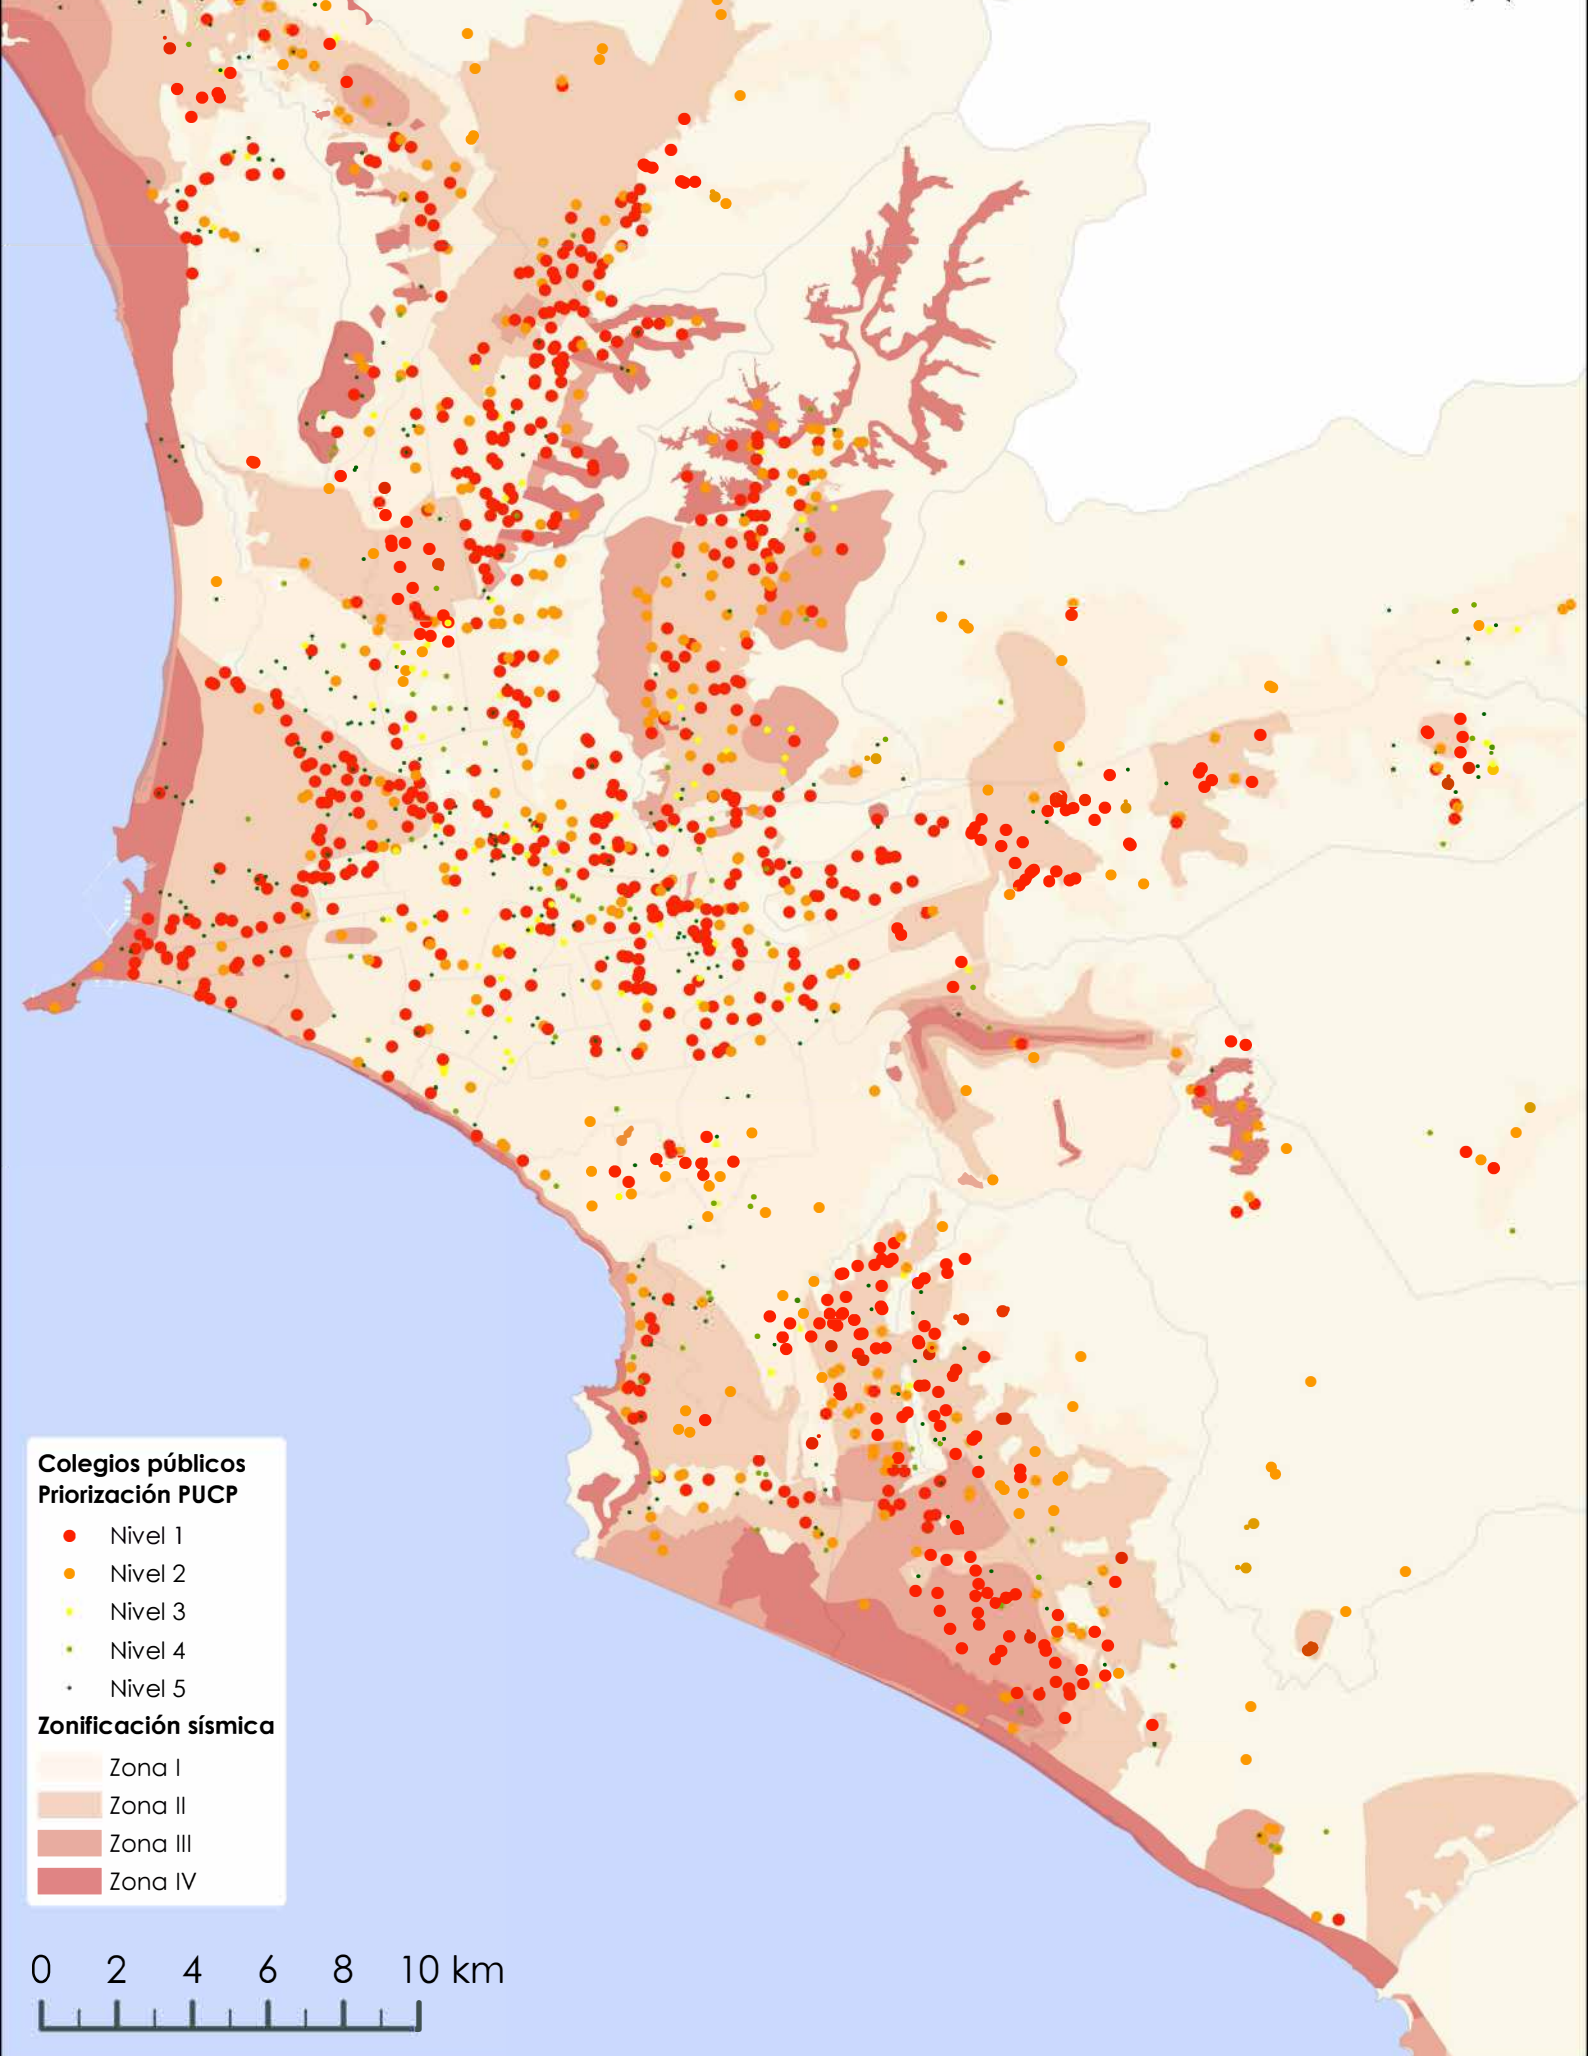 Colegios públicos
Priorización PUCP
Nivel 1
Nivel 2
Nivel 3
Nivel 4
Nivel 5
Zonificación sísmica
Zona I
Zona II
Zona III
Zona IV
0 2 4 6 8 10 km